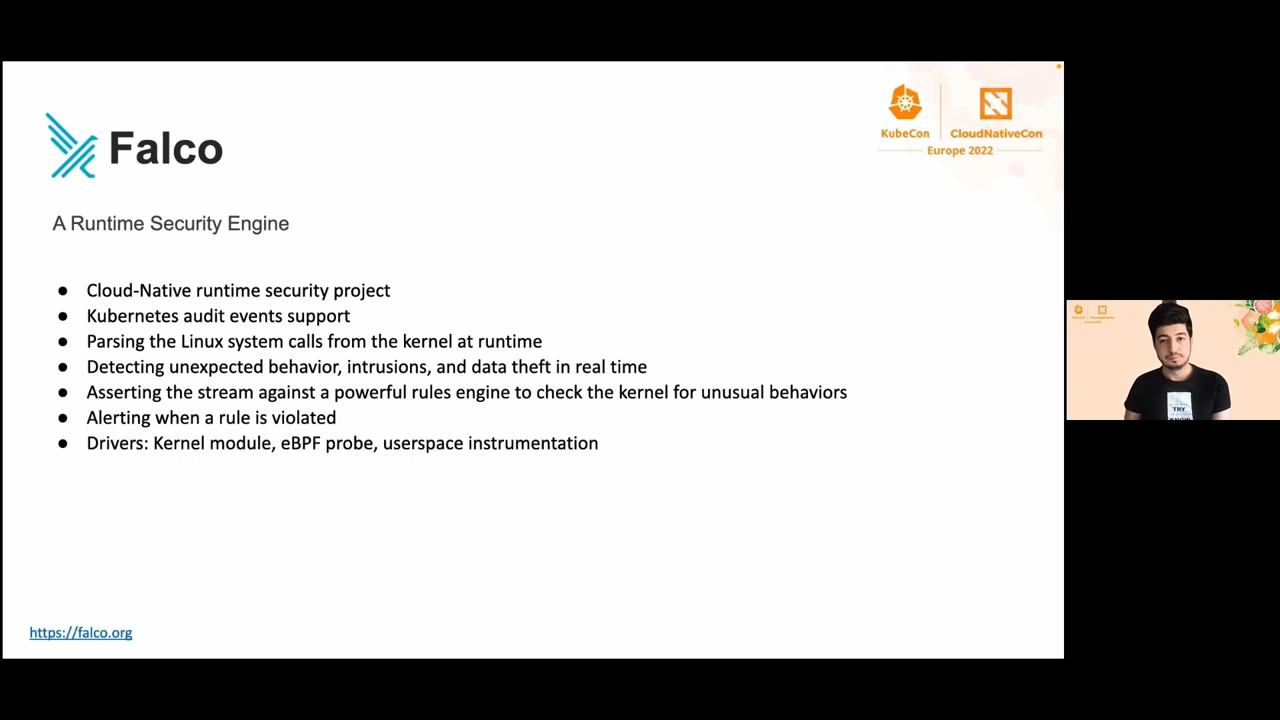 Falco
KubeCon
CloudNativeCon
Europe 2022
A Runtime Security Engine
● Cloud-Native runtime security project
● Kubernetes audit events support
● Parsing the Linux system calls from the kernel at runtime
● Detecting unexpected behavior, intrusions, and data theft in real time
● Asserting the stream against a powerful rules engine to check the kernel for unusual behaviors
● Alerting when a rule is violated
● Drivers: Kernel module, eBPF probe, userspace instrumentation
https://falco.org
TRY